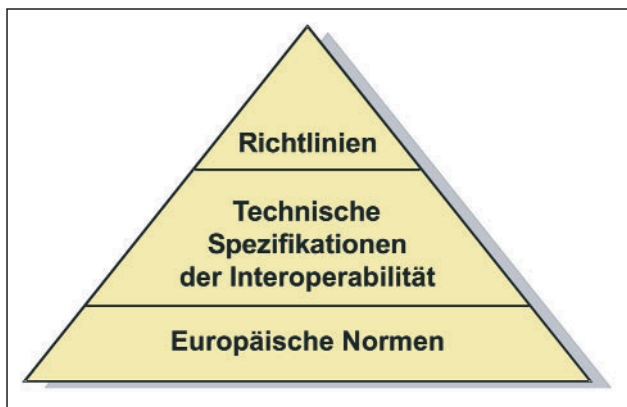 Richtlinien
Technische
Spezifikationen
der Interoperabilität
Europäische Normen